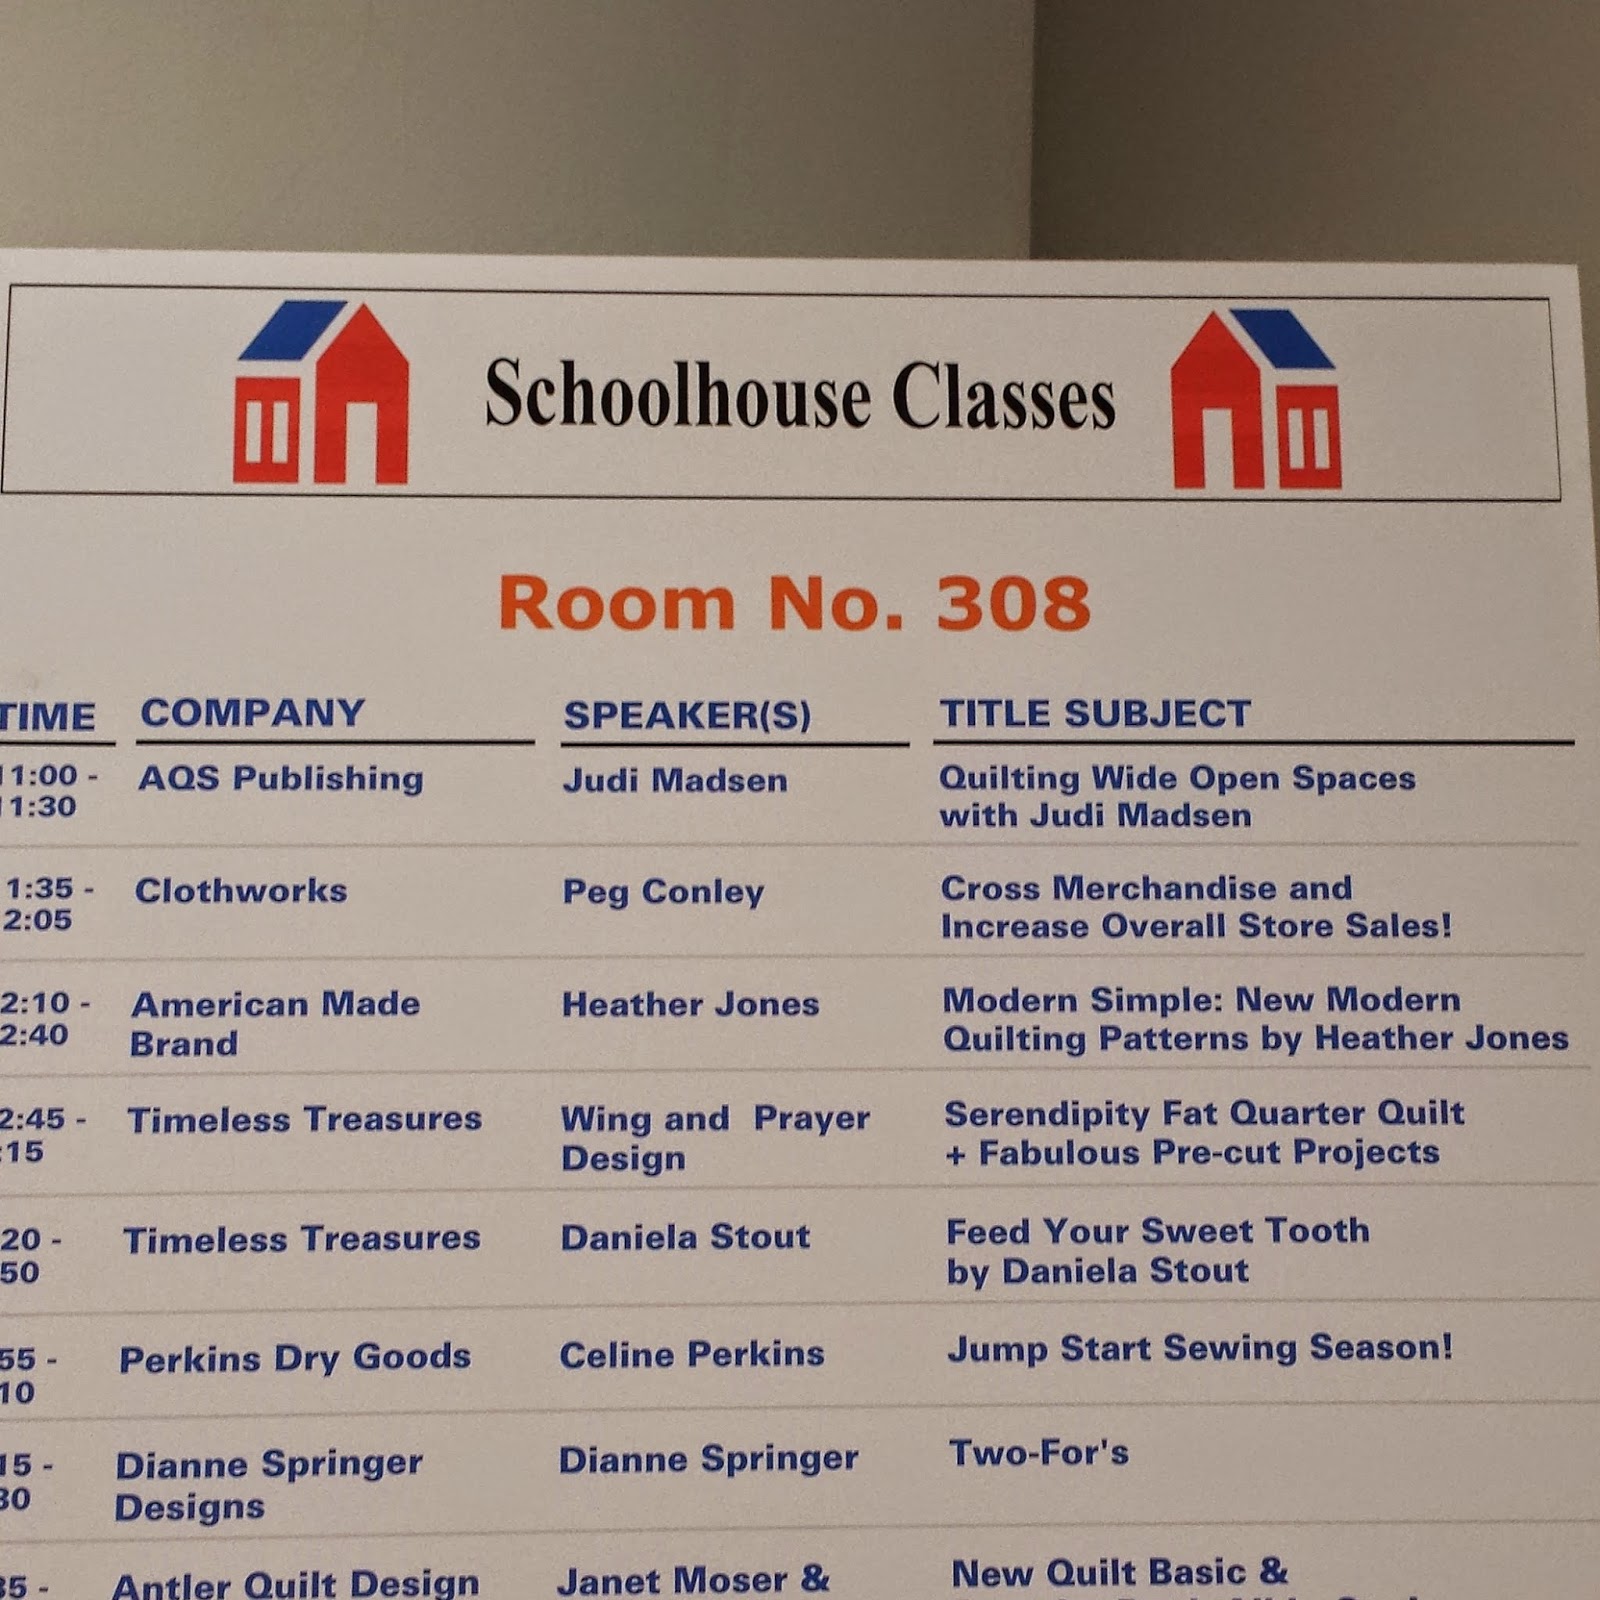 Schoolhouse Classes
Room No. 308
TIME COMPANY SPEAKER(S) TITLE SUBJECT
11:00 - AQS Publishing Judi Madsen Quilting Wide Open Spaces
11:30 with Judi Madsen
1:35 - Clothworks Peg Conley Cross Merchandise and
2:05 Increase Overall Store Sales!
2:10 - American Made Heather Jones Modern Simple: New Modern
2:40 Brand Quilting Patterns by Heather Jones
2:45 - Timeless Treasures Wing and Prayer Serendipity Fat Quarter Quilt
:15 Design + Fabulous Pre-cut Projects
20 - Timeless Treasures Daniela Stout Feed Your Sweet Tooth
50 by Daniela Stout
55 - Perkins Dry Goods Celine Perkins Jump Start Sewing Season!
10
15 - Dianne Springer Dianne Springer Two-For's
30 Designs
35 - Antler Quilt Design Janet Moser & New Quilt Basic &